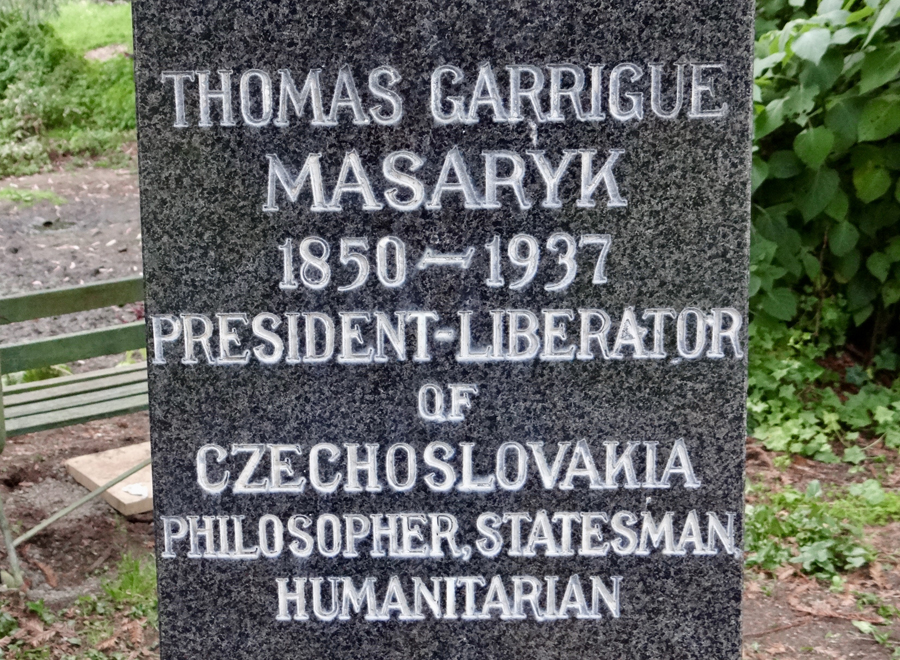 THOMAS GARRIGUE
MASARYK
1850 – 1937
PRESIDENT-LIBERATOR
OF
CZECHOSLOVAKIA
PHILOSOPHER, STATESMAN,
HUMANITARIAN